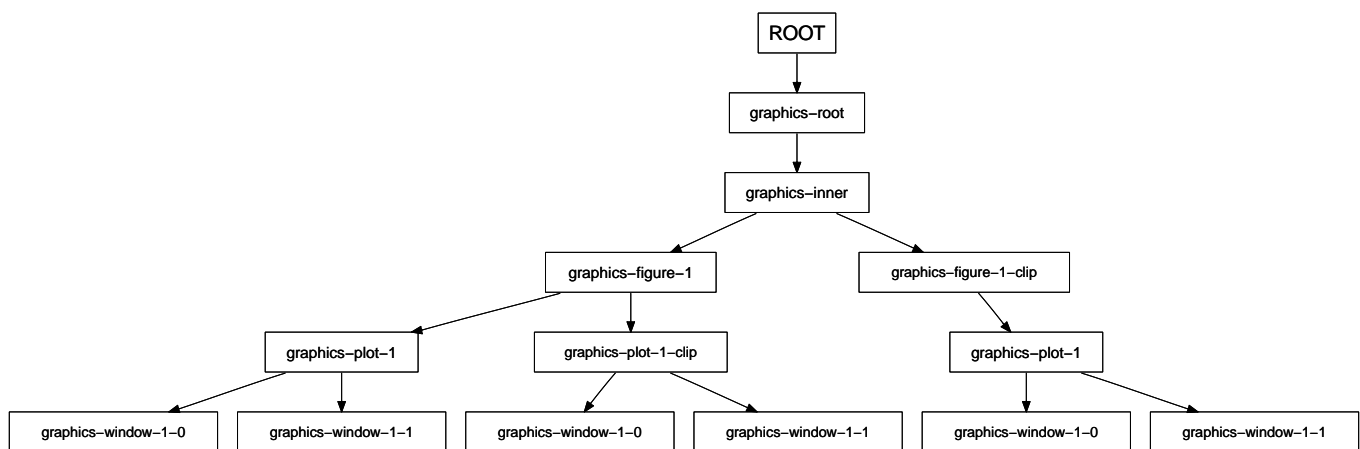 ROOT
graphics−root
graphics−inner
graphics−figure−1
graphics−figure−1−clip
graphics−plot−1
graphics−plot−1−clip
graphics−plot−1
graphics−window−1−0
graphics−window−1−1
graphics−window−1−0
graphics−window−1−1
graphics−window−1−0
graphics−window−1−1